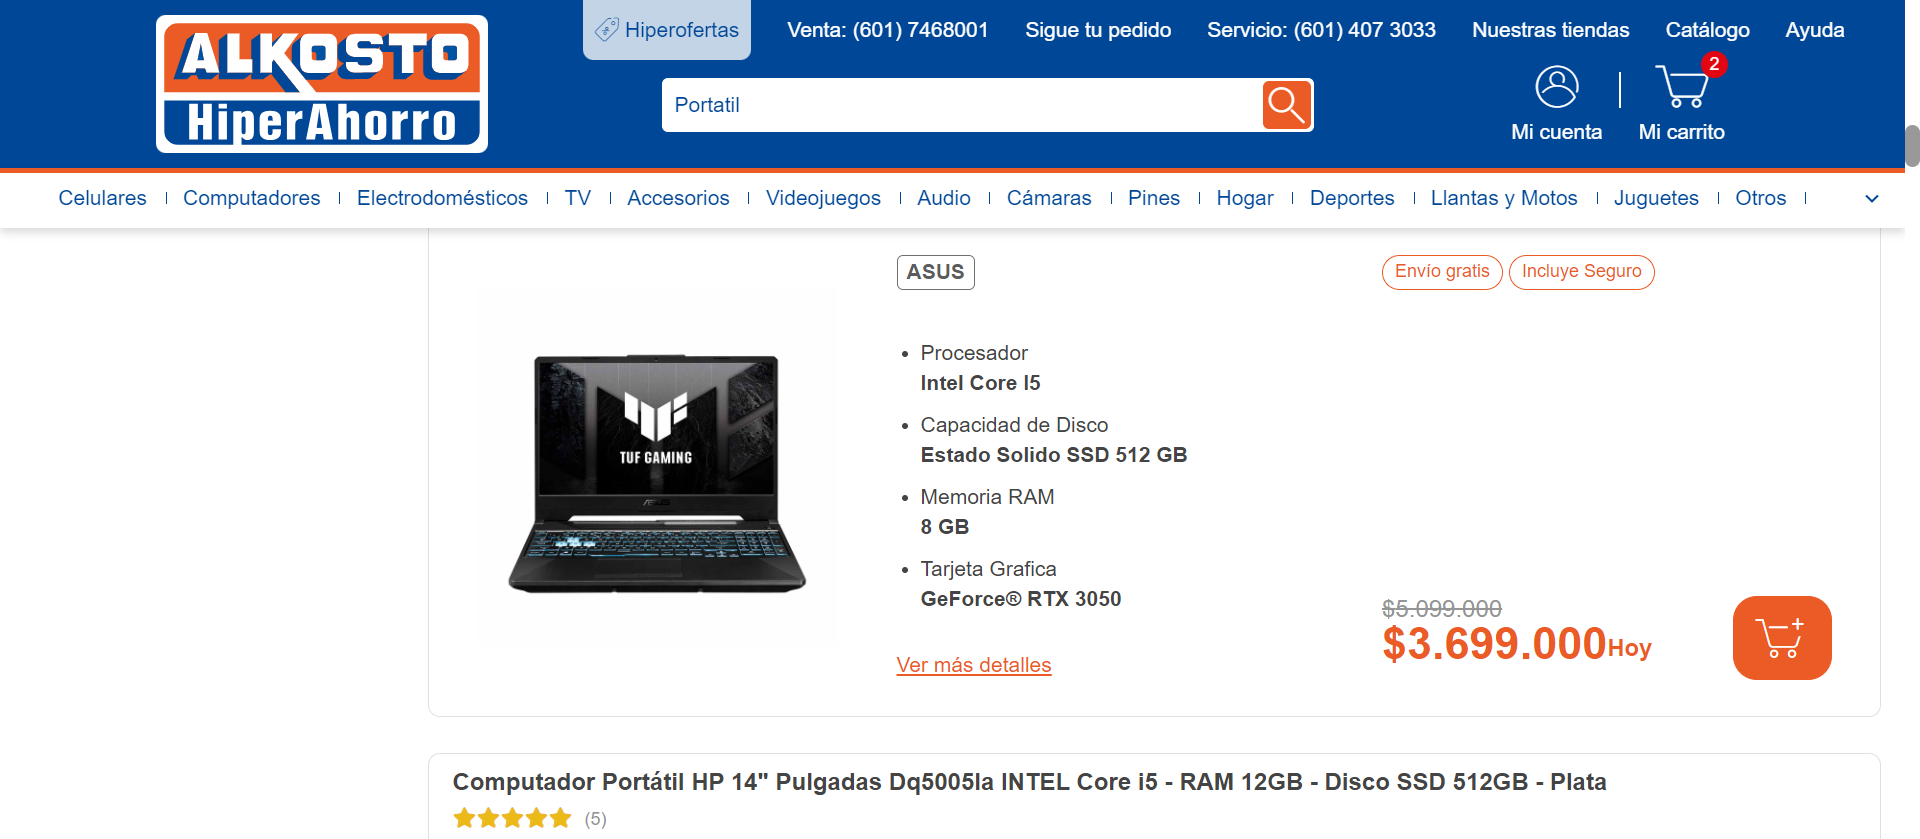 ALKOSTO
HiperAhorro
Hiperofertas
Venta: (601) 7468001
Sigue tu pedido
Servicio: (601) 407 3033
Nuestras tiendas
Catálogo
Ayuda
Portatil
Mi cuenta
2
Mi carrito
Celulares
Computadores
Electrodomésticos
TV
Accesorios
Videojuegos
Audio
Cámaras
Pines
Hogar
Deportes
Llantas y Motos
Juguetes
Otros
ASUS
Envío gratis
Incluye Seguro
TUF GAMING
ASUS
Procesador
Intel Core I5
Capacidad de Disco
Estado Solido SSD 512 GB
Memoria RAM
8 GB
Tarjeta Grafica
GeForce® RTX 3050
Ver más detalles
$5.099.000
$3.699.000 Hoy
Computador Portátil HP 14" Pulgadas Dq5005la INTEL Core i5 - RAM 12GB - Disco SSD 512GB - Plata
(5)